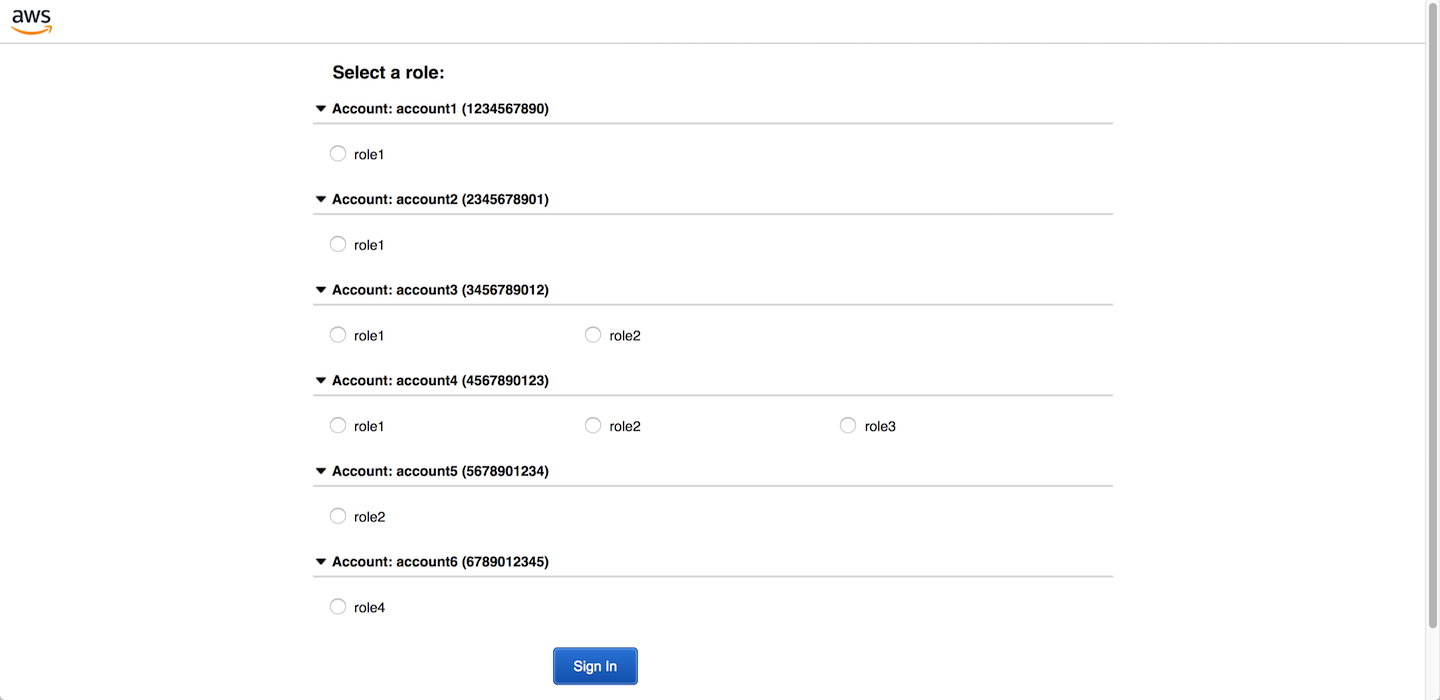 aws
Select a role:
Account: account1 (1234567890)
role1
Account: account2 (2345678901)
role1
Account: account3 (3456789012)
role1 role2
Account: account4 (4567890123)
role1 role2 role3
Account: account5 (5678901234)
role2
Account: account6 (6789012345)
role4
Sign In